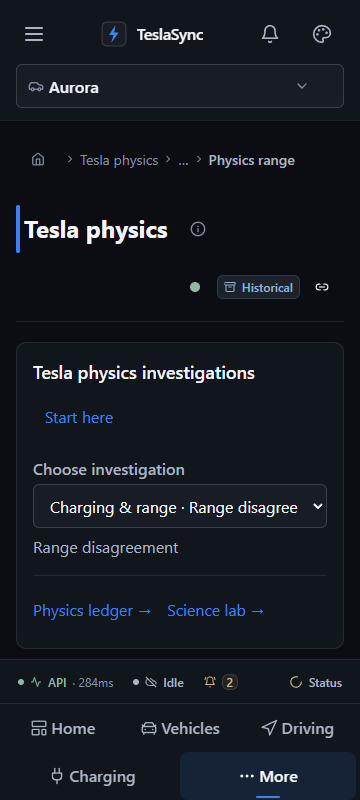 TeslaSync
Aurora
Tesla physics ... Physics range
Tesla physics
Historical
Tesla physics investigations
Start here
Choose investigation
Charging & range · Range disagree
Range disagreement
Physics ledger → Science lab →
API · 284ms Idle 2 Status
Home Vehicles Driving
Charging More